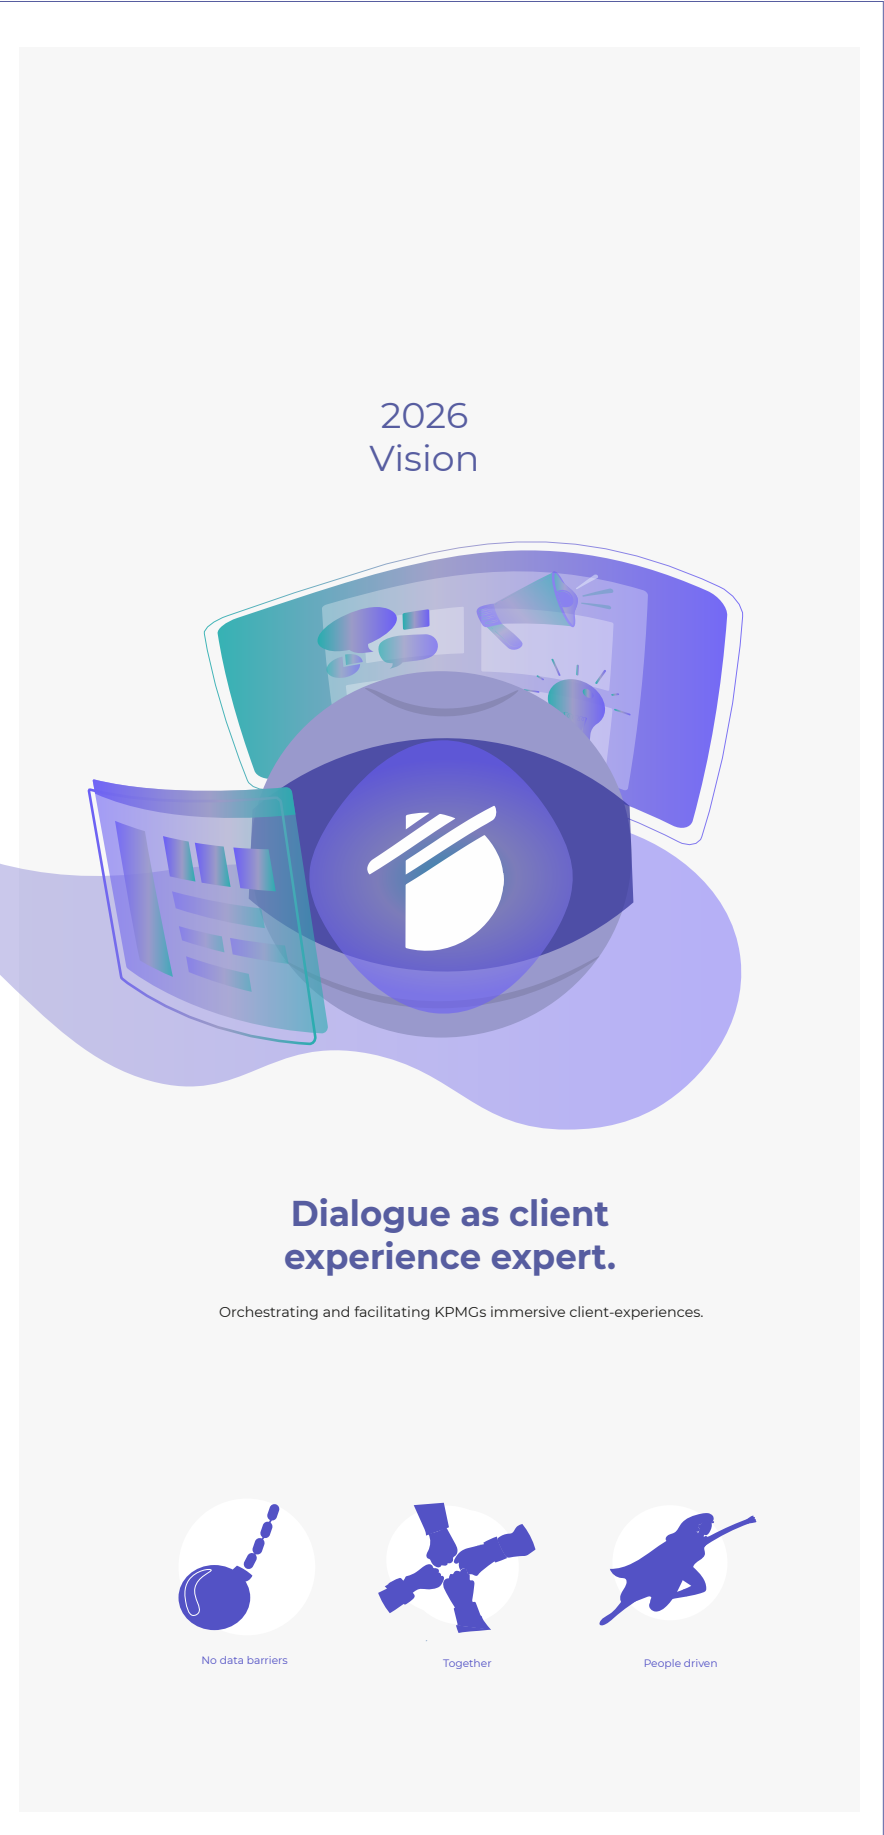 2026
Vision
Dialogue as client
experience expert.
Orchestrating and facilitating KPMGs immersive client-experiences.
No data barriers
Together
People driven